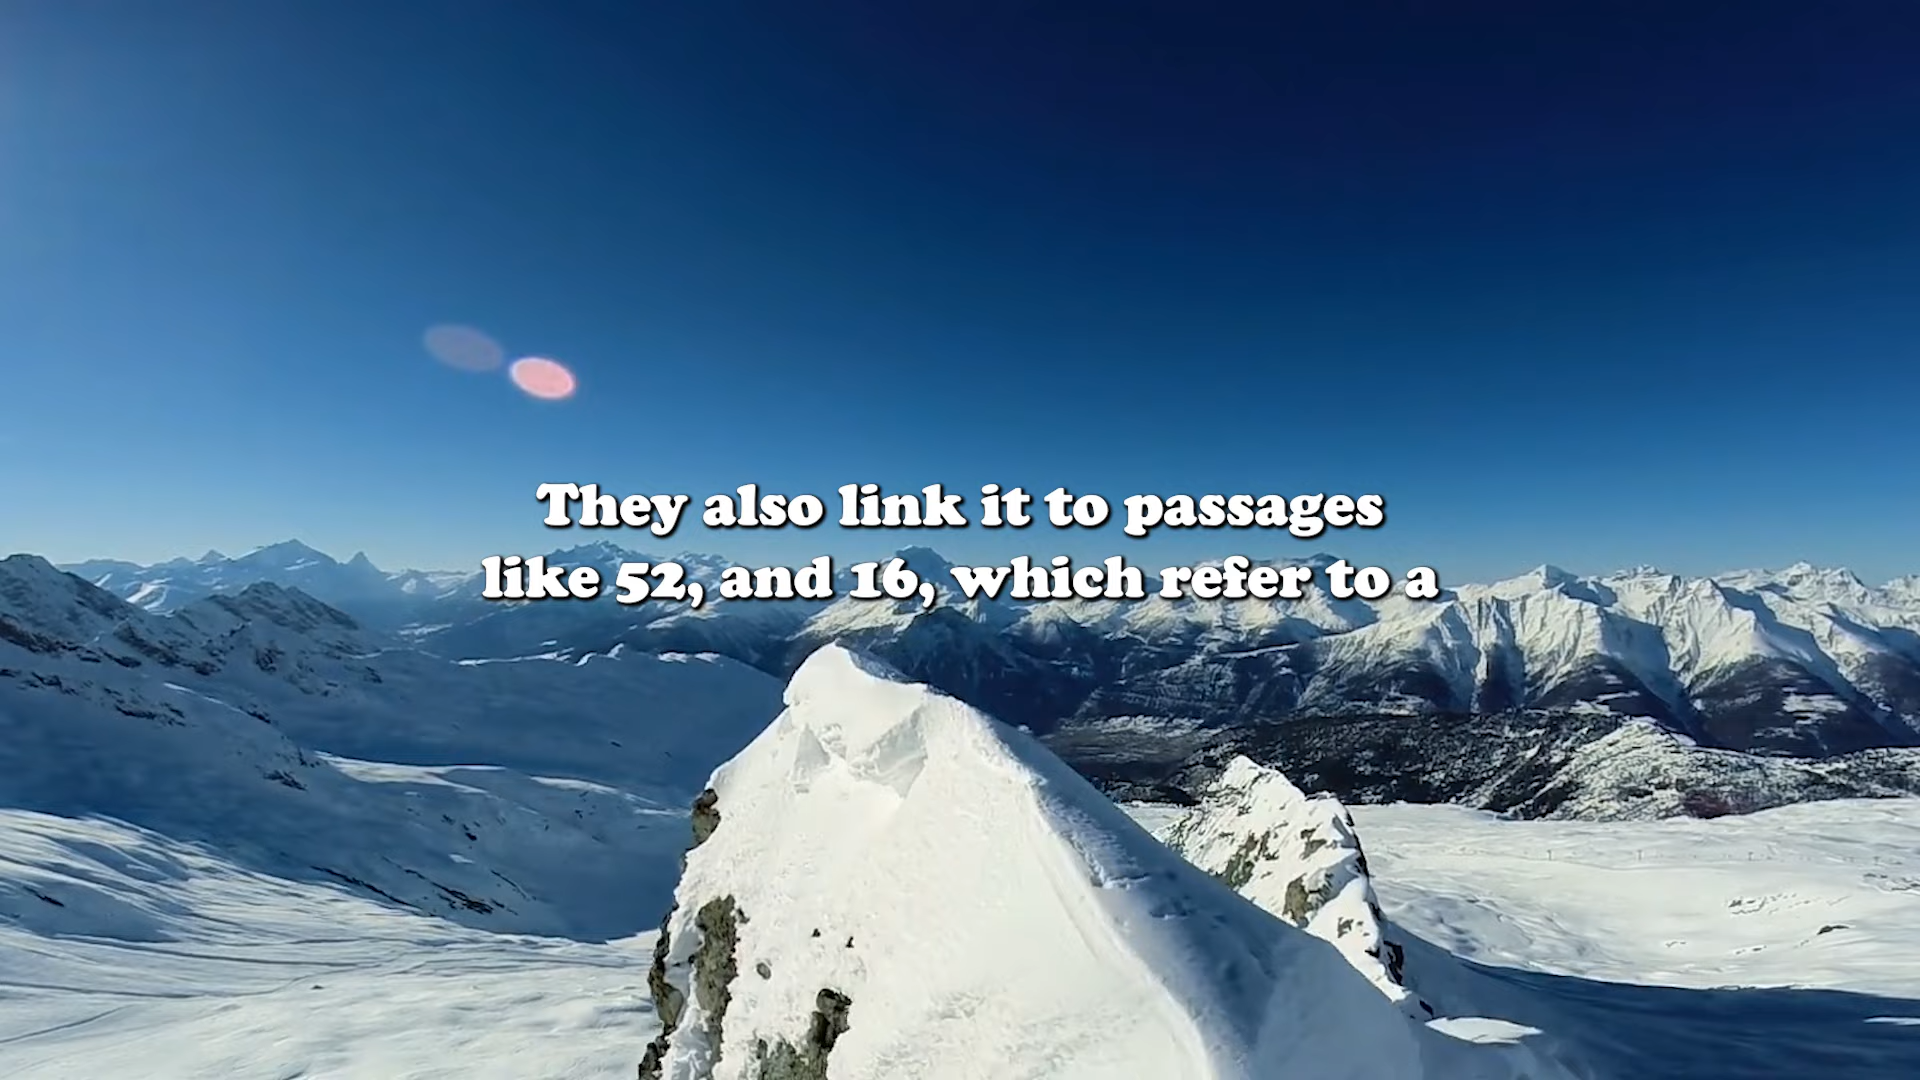 They also link it to passages
like 52, and 16, which refer to a